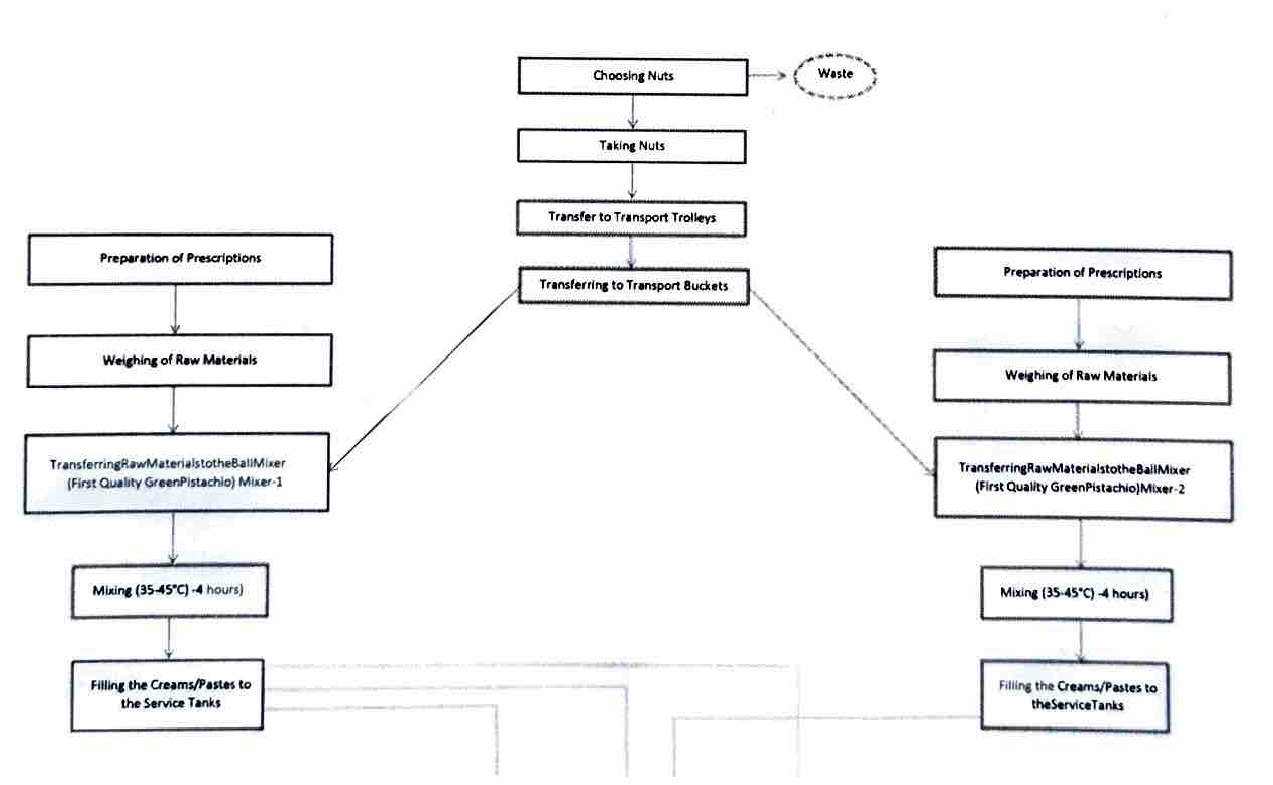 Choosing Nuts
Waste
Taking Nuts
Transfer to Transport Trolleys
Transferring to Transport Buckets
Preparation of Prescriptions
Weighing of Raw Materials
TransferringRawMaterialstotheBallMixer
(First Quality GreenPistachio) Mixer-1
Mixing (35-45°C) -4 hours)
Filling the Creams/Pastes to
the Service Tanks
Preparation of Prescriptions
Weighing of Raw Materials
TransferringRawMaterialstotheBallMixer
(First Quality GreenPistachio)Mixer-2
Mixing (35-45°C) -4 hours)
Filling the Creams/Pastes to
theServiceTanks